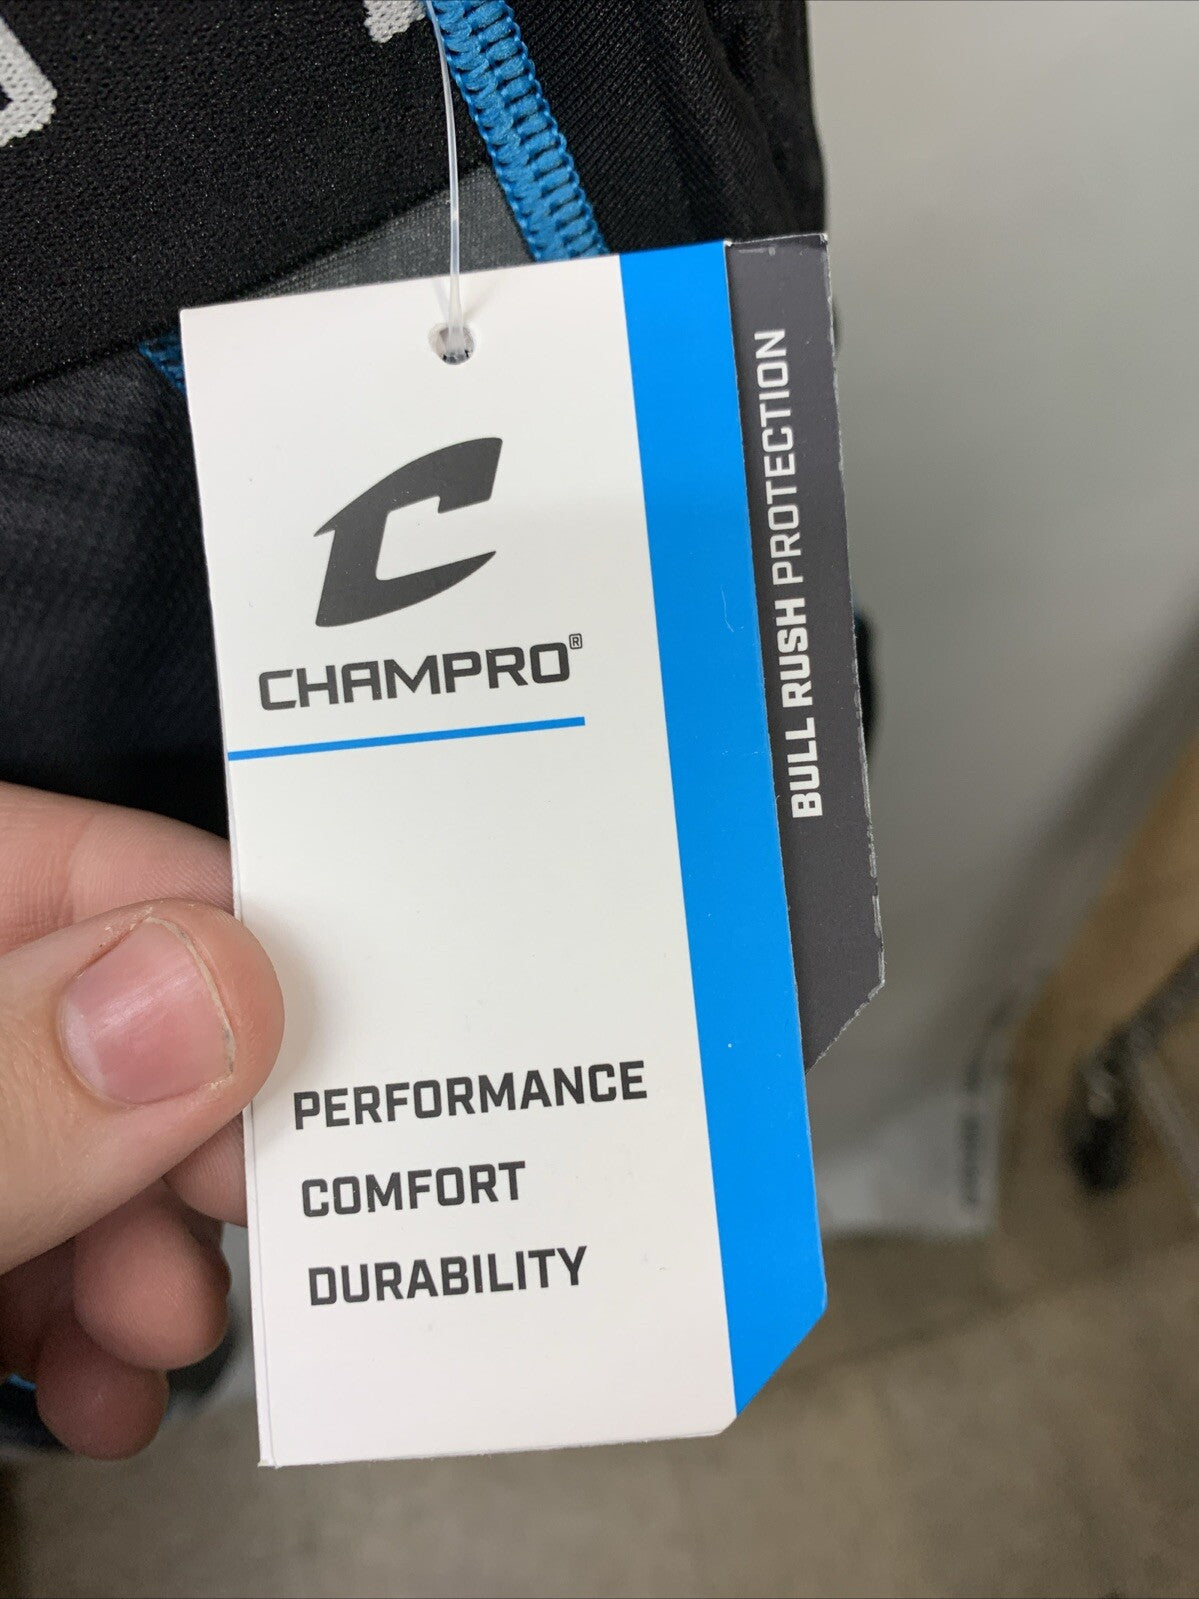 CHAMPRO®
PERFORMANCE
COMFORT
DURABILITY
BULL RUSH PROTECTION